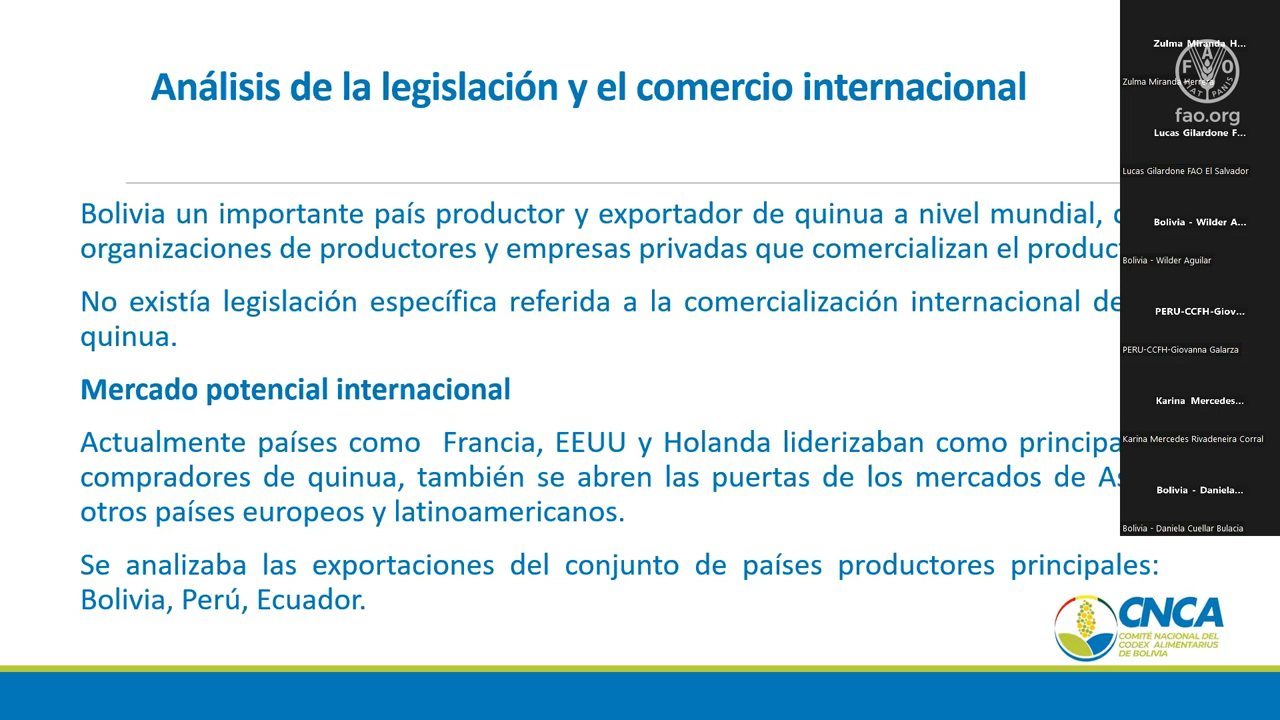 Análisis de la legislación y el comercio internacional
Bolivia un importante país productor y exportador de quinua a nivel mundial,
organizaciones de productores y empresas privadas que comercializan el
No existía legislación específica referida a la comercialización internacional
quinua.
Mercado potencial internacional
Actualmente países como Francia, EEUU y Holanda liderizaban como
compradores de quinua, también se abren las puertas de los mercados de
otros países europeos y latinoamericanos.
Se analizaba las exportaciones del conjunto de países productores principales:
Bolivia, Perú, Ecuador.
CNCA
COMITÉ NACIONAL DEL
CODEX ALIMENTARIUS
DE BOLIVIA
Zulma Miranda H...
Zulma Miranda Herrera
FAO
FIAT PANIS
fao.org
Lucas Gilardone F...
Lucas Gilardone FAO El Salvador
Bolivia - Wilder A...
Bolivia - Wilder Aguilar
PERU-CCFH-Giov...
PERU-CCFH-Giovanna Galarza
Karina Mercedes...
Karina Mercedes Rivadeneira Corral
Bolivia - Daniela...
Bolivia - Daniela Cuellar Bulacia